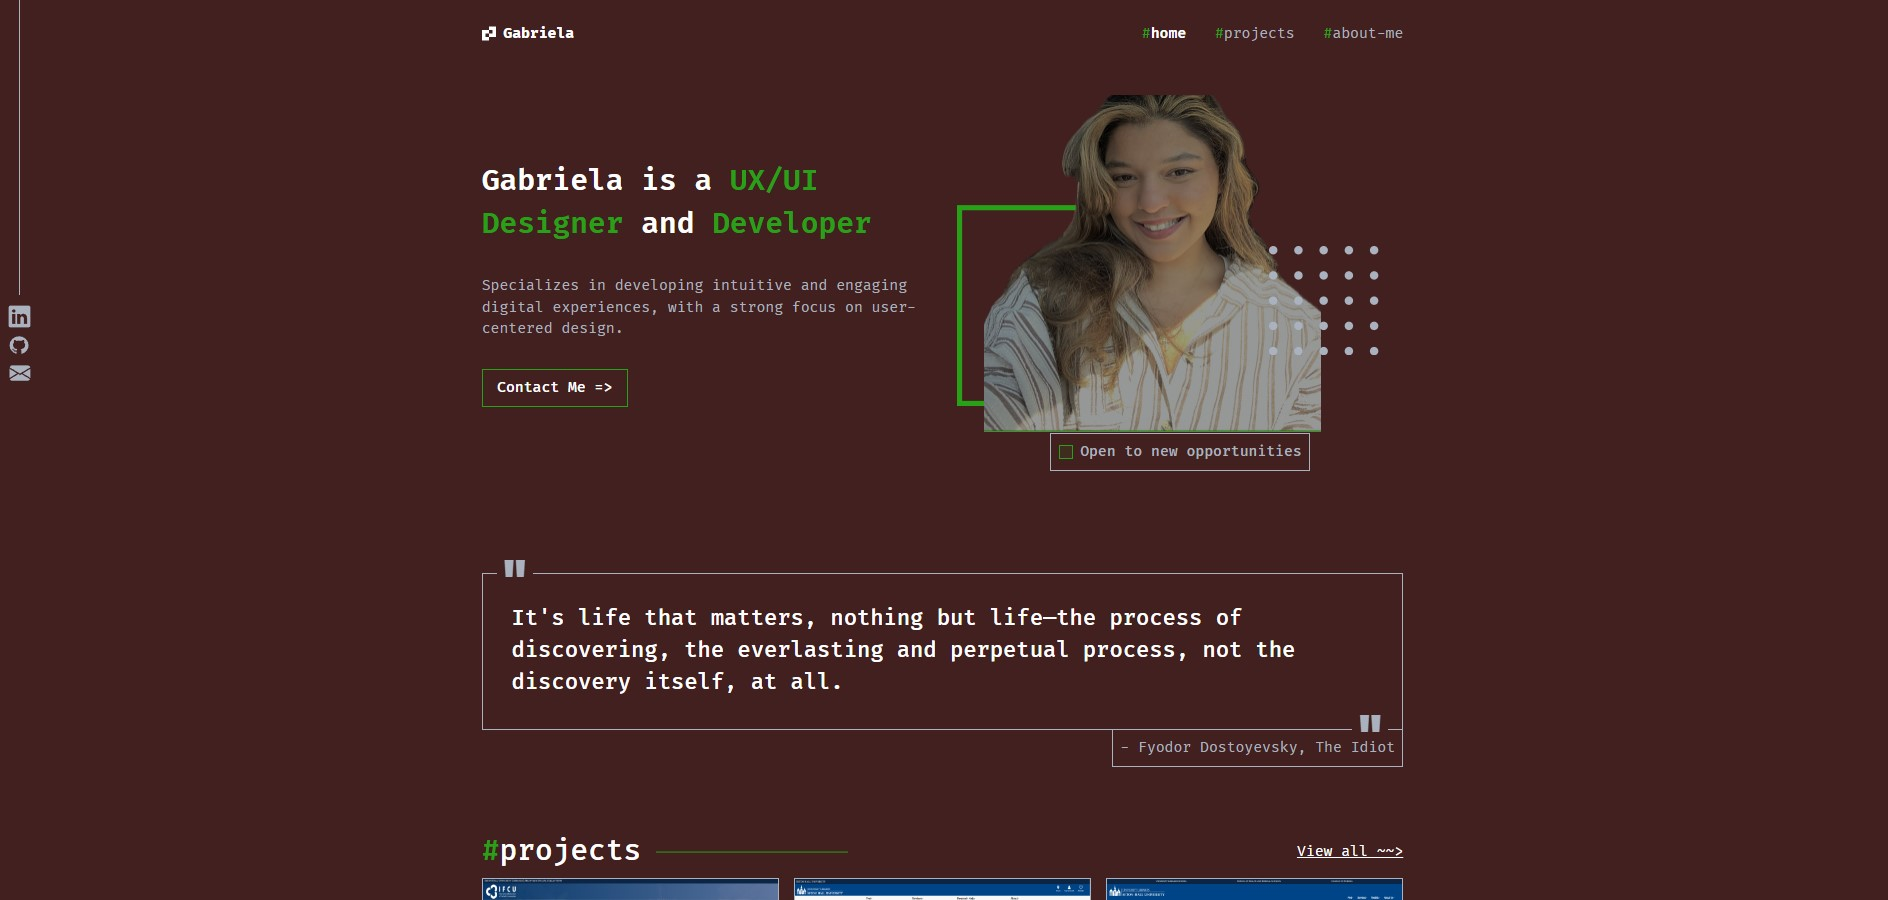 Gabriela
#home #projects #about-me
Gabriela is a UX/UI
Designer and Developer
Specializes in developing intuitive and engaging
digital experiences, with a strong focus on user-
centered design.
Contact Me =>
Open to new opportunities
"
It's life that matters, nothing but life—the process of
discovering, the everlasting and perpetual process, not the
discovery itself, at all.
"
- Fyodor Dostoyevsky, The Idiot
#projects
View all ~~>
IFCU